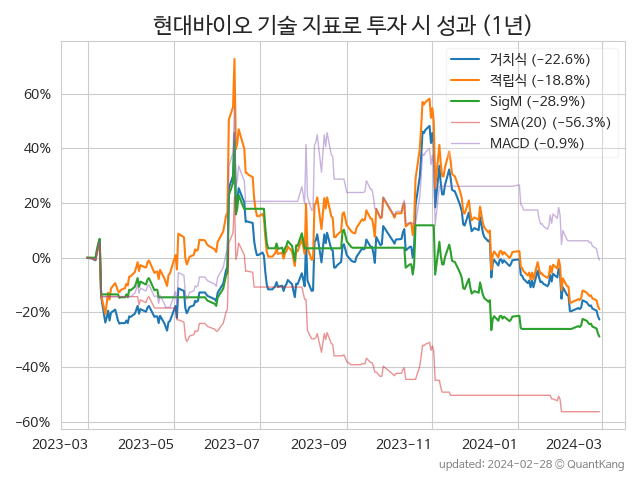 현대바이오 기술 지표로 투자 시 성과 (1년)
거치식 (−22.6%)
적립식 (−18.8%)
SigM (−28.9%)
SMA(20) (−56.3%)
MACD (−0.9%)
60%
40%
20%
0%
−20%
−40%
−60%
2023−03 2023−05 2023−07 2023−09 2023−11 2024−01 2024−03
updated: 2024−02−28 ⓒ QuantKang